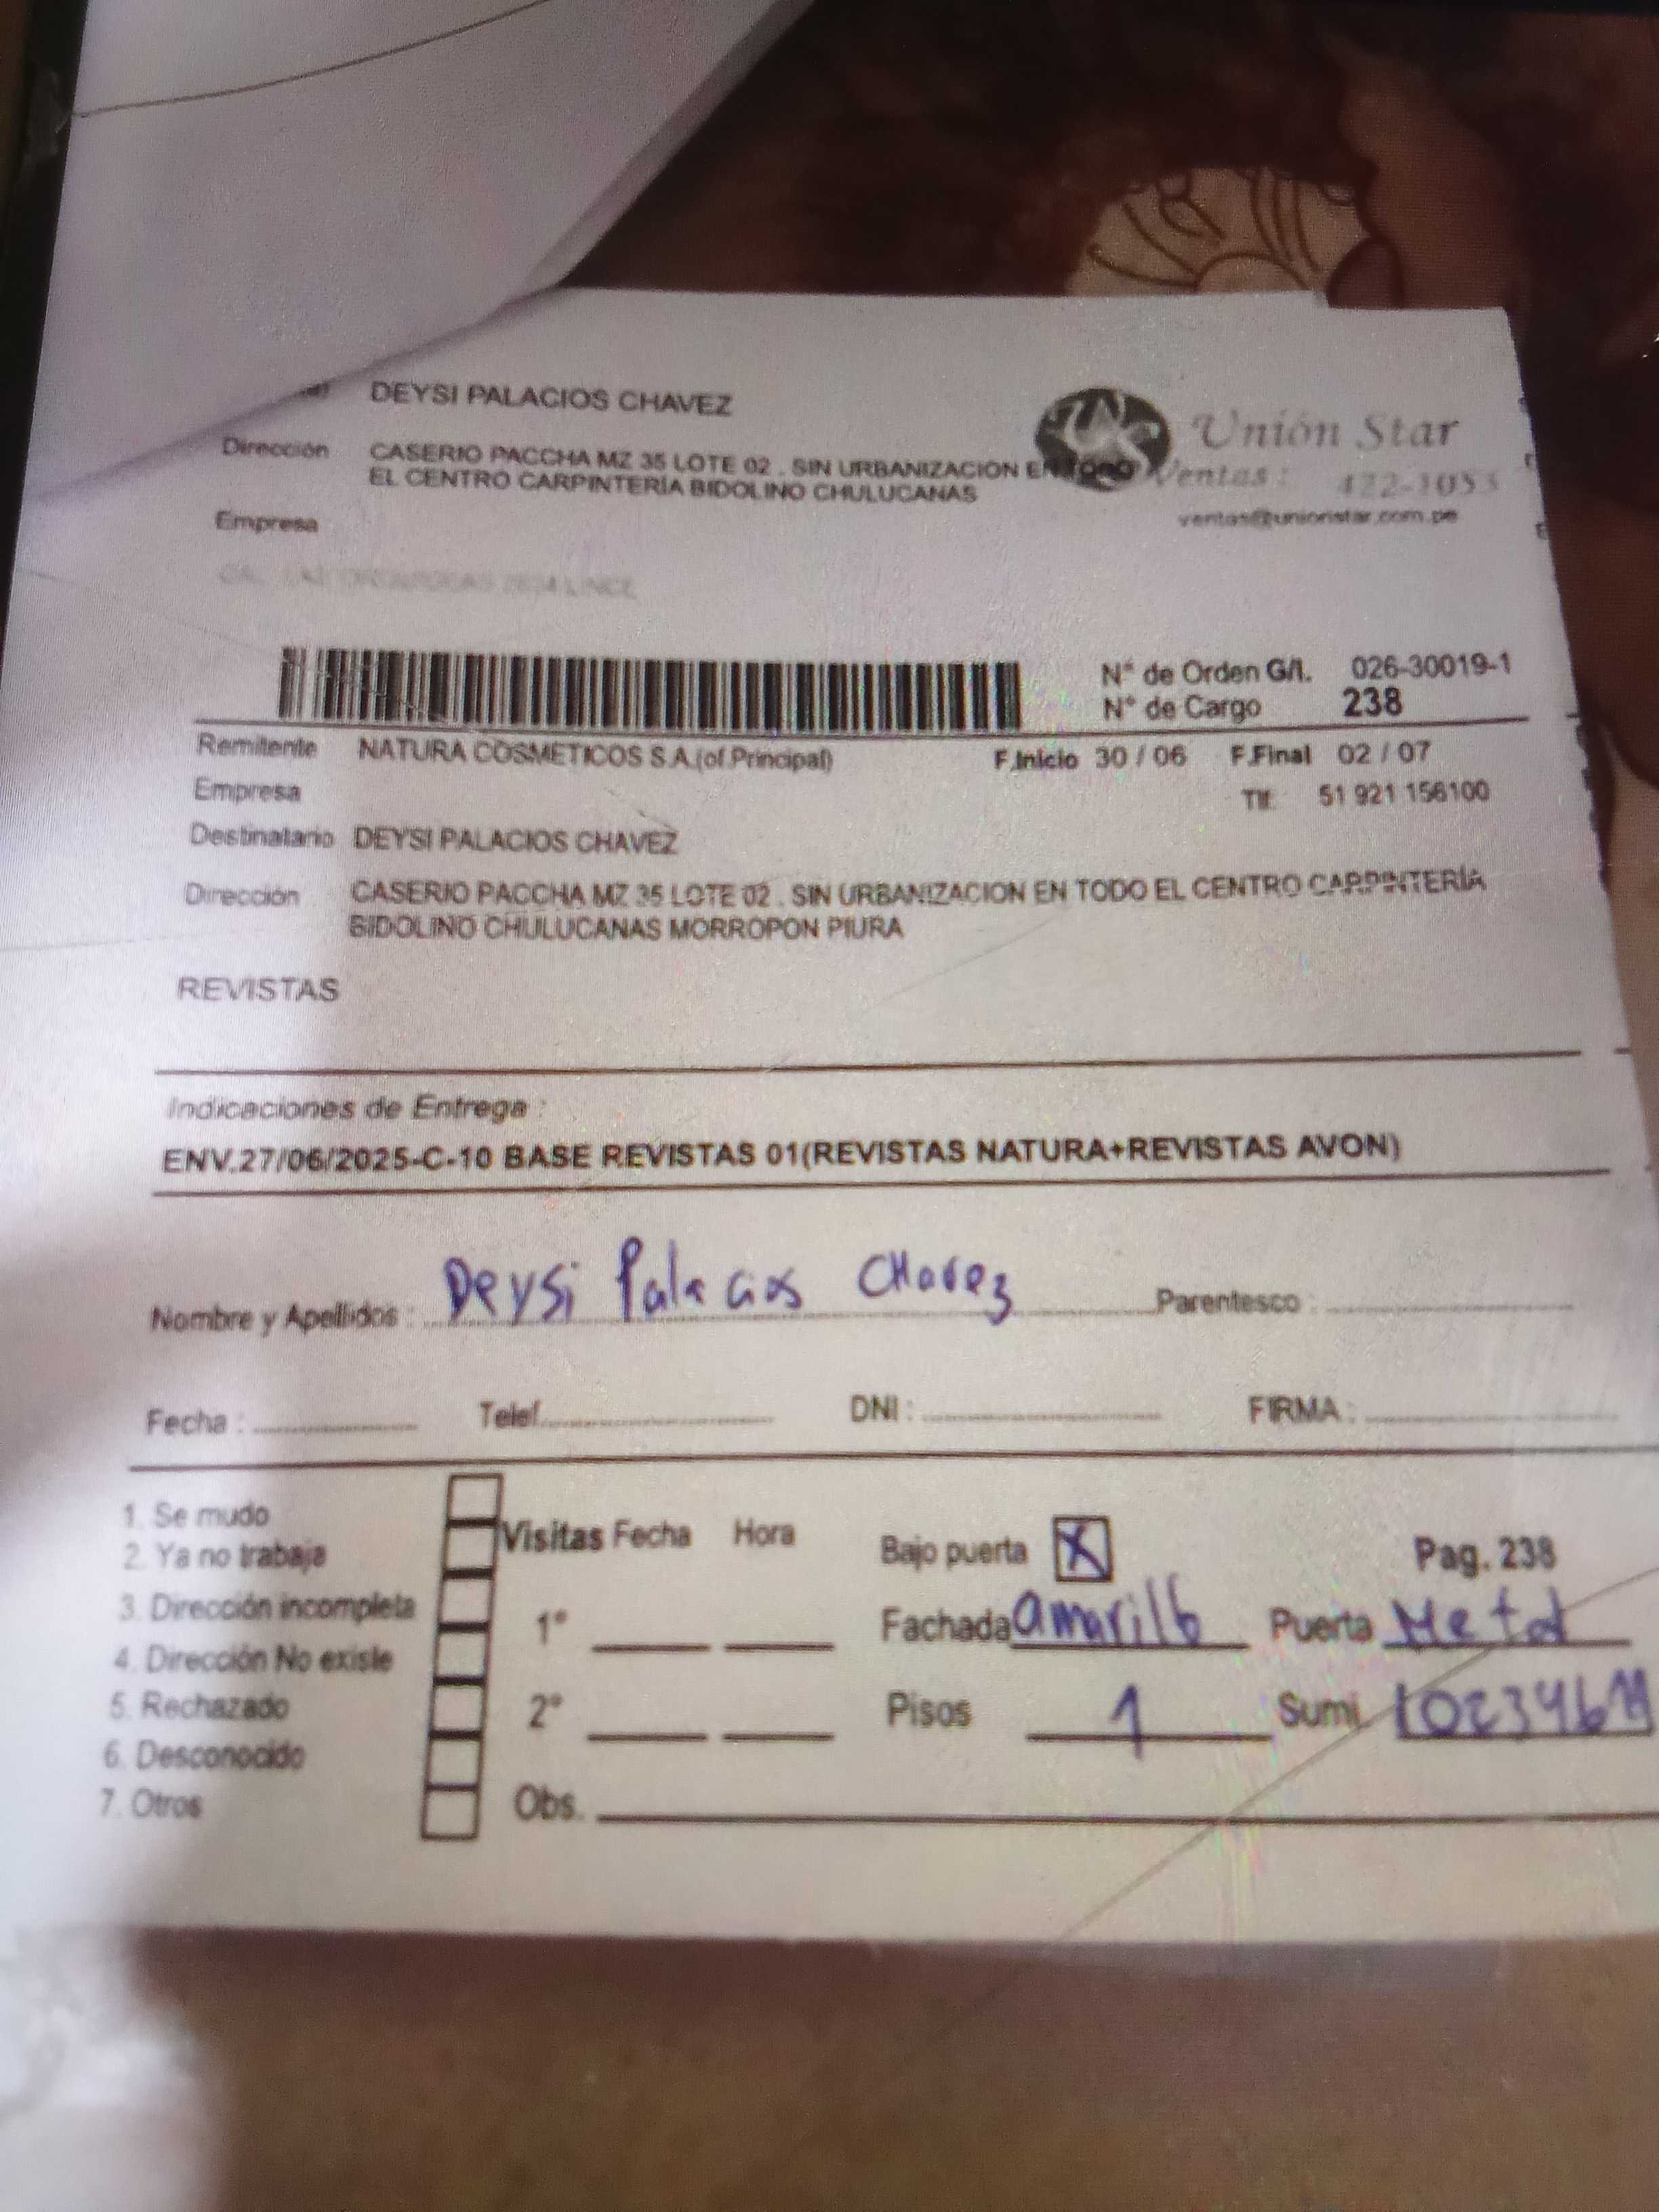 DEYSI PALACIOS CHAVEZ
Unión Star
Dirección CASERIO PACCHA MZ 35 LOTE 02 . SIN URBANIZACION EN TODO
EL CENTRO CARPINTERÍA BIDOLINO CHULUCANAS
Ventas : 422-1053
Empresa
ventas@unionstar.com.pe
N° de Orden G/I. 026-30019-1
N° de Cargo 238
Remitente NATURA COSMETICOS S.A.(of.Principal) F.Inicio 30 / 06 F.Final 02 / 07
Empresa Tlf: 51 921 156100
Destinatario DEYSI PALACIOS CHAVEZ
Dirección CASERIO PACCHA MZ 35 LOTE 02 . SIN URBANIZACION EN TODO EL CENTRO CARPINTERÍA
BIDOLINO CHULUCANAS MORROPON PIURA
REVISTAS
Indicaciones de Entrega :
ENV.27/06/2025-C-10 BASE REVISTAS 01(REVISTAS NATURA+REVISTAS AVON)
Nombre y Apellidos : Deysi Palacios CHavez Parentesco :
Fecha : Telef. DNI : FIRMA :
1. Se mudo
2. Ya no trabaja
3. Dirección incompleta
4. Dirección No existe
5. Rechazado
6. Desconocido
7. Otros
Visitas Fecha Hora
1°
2°
Obs.
Bajo puerta X Pag. 238
Fachada amarillo Puerta Metal
Pisos 1 Sumi